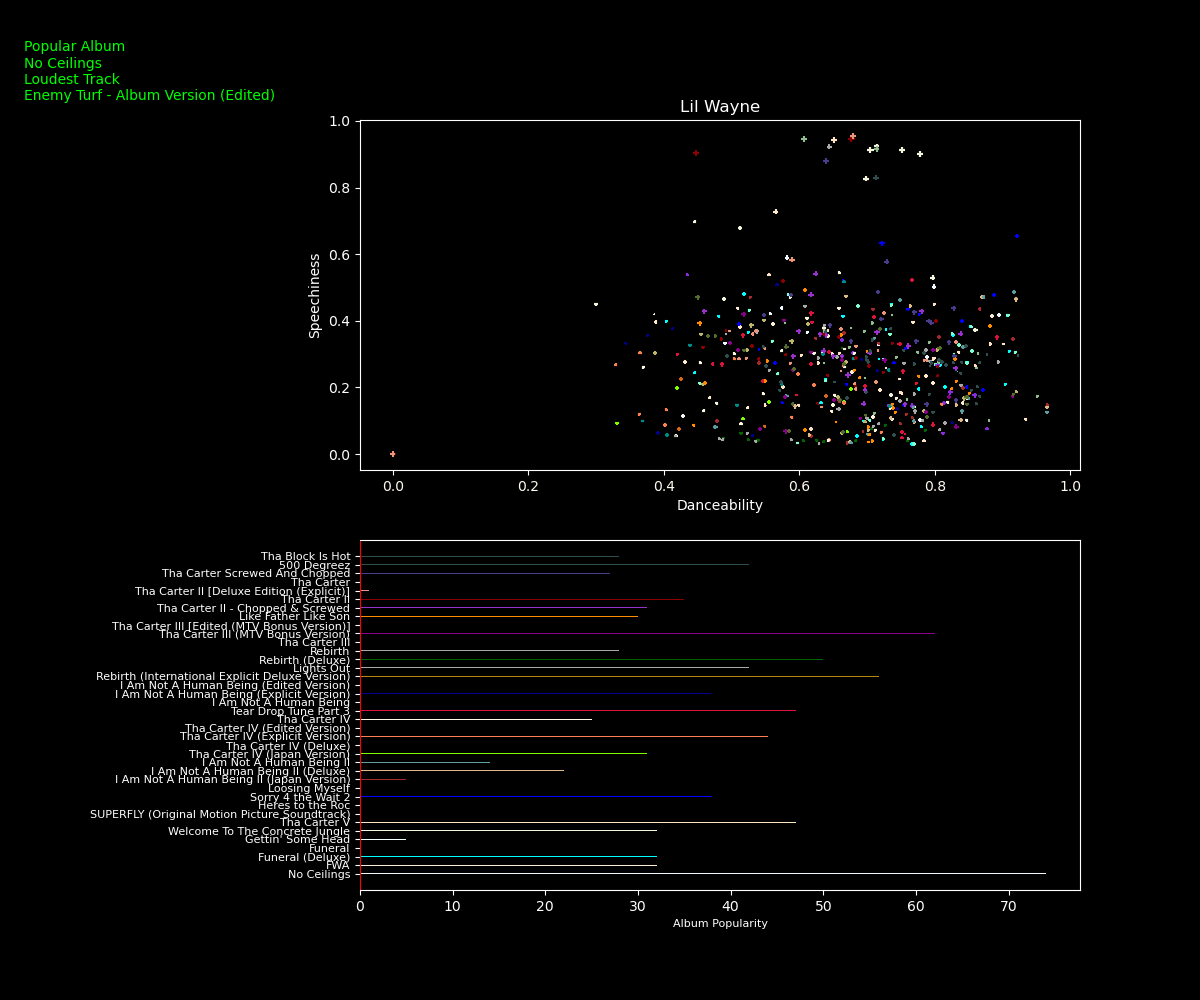 Popular Album
No Ceilings
Loudest Track
Enemy Turf - Album Version (Edited)
Lil Wayne
1.0
0.8
0.6
0.4
0.2
0.0
Speechiness
0.0 0.2 0.4 0.6 0.8 1.0
Danceability
Tha Block Is Hot
500 Degreez
Tha Carter Screwed And Chopped
Tha Carter
Tha Carter II [Deluxe Edition (Explicit)]
Tha Carter II
Tha Carter II - Chopped & Screwed
Like Father Like Son
Tha Carter III [Edited (MTV Bonus Version)]
Tha Carter III (MTV Bonus Version)
Tha Carter III
Rebirth
Rebirth (Deluxe)
Lights Out
Rebirth (International Explicit Deluxe Version)
I Am Not A Human Being (Edited Version)
I Am Not A Human Being (Explicit Version)
I Am Not A Human Being
Tear Drop Tune Part 3
Tha Carter IV
Tha Carter IV (Edited Version)
Tha Carter IV (Explicit Version)
Tha Carter IV (Deluxe)
Tha Carter IV (Japan Version)
I Am Not A Human Being II
I Am Not A Human Being II (Deluxe)
I Am Not A Human Being II (Japan Version)
Loosing Myself
Sorry 4 the Wait 2
Heres to the Roc
SUPERFLY (Original Motion Picture Soundtrack)
Tha Carter V
Welcome To The Concrete Jungle
Gettin' Some Head
Funeral
Funeral (Deluxe)
FWA
No Ceilings
0 10 20 30 40 50 60 70
Album Popularity